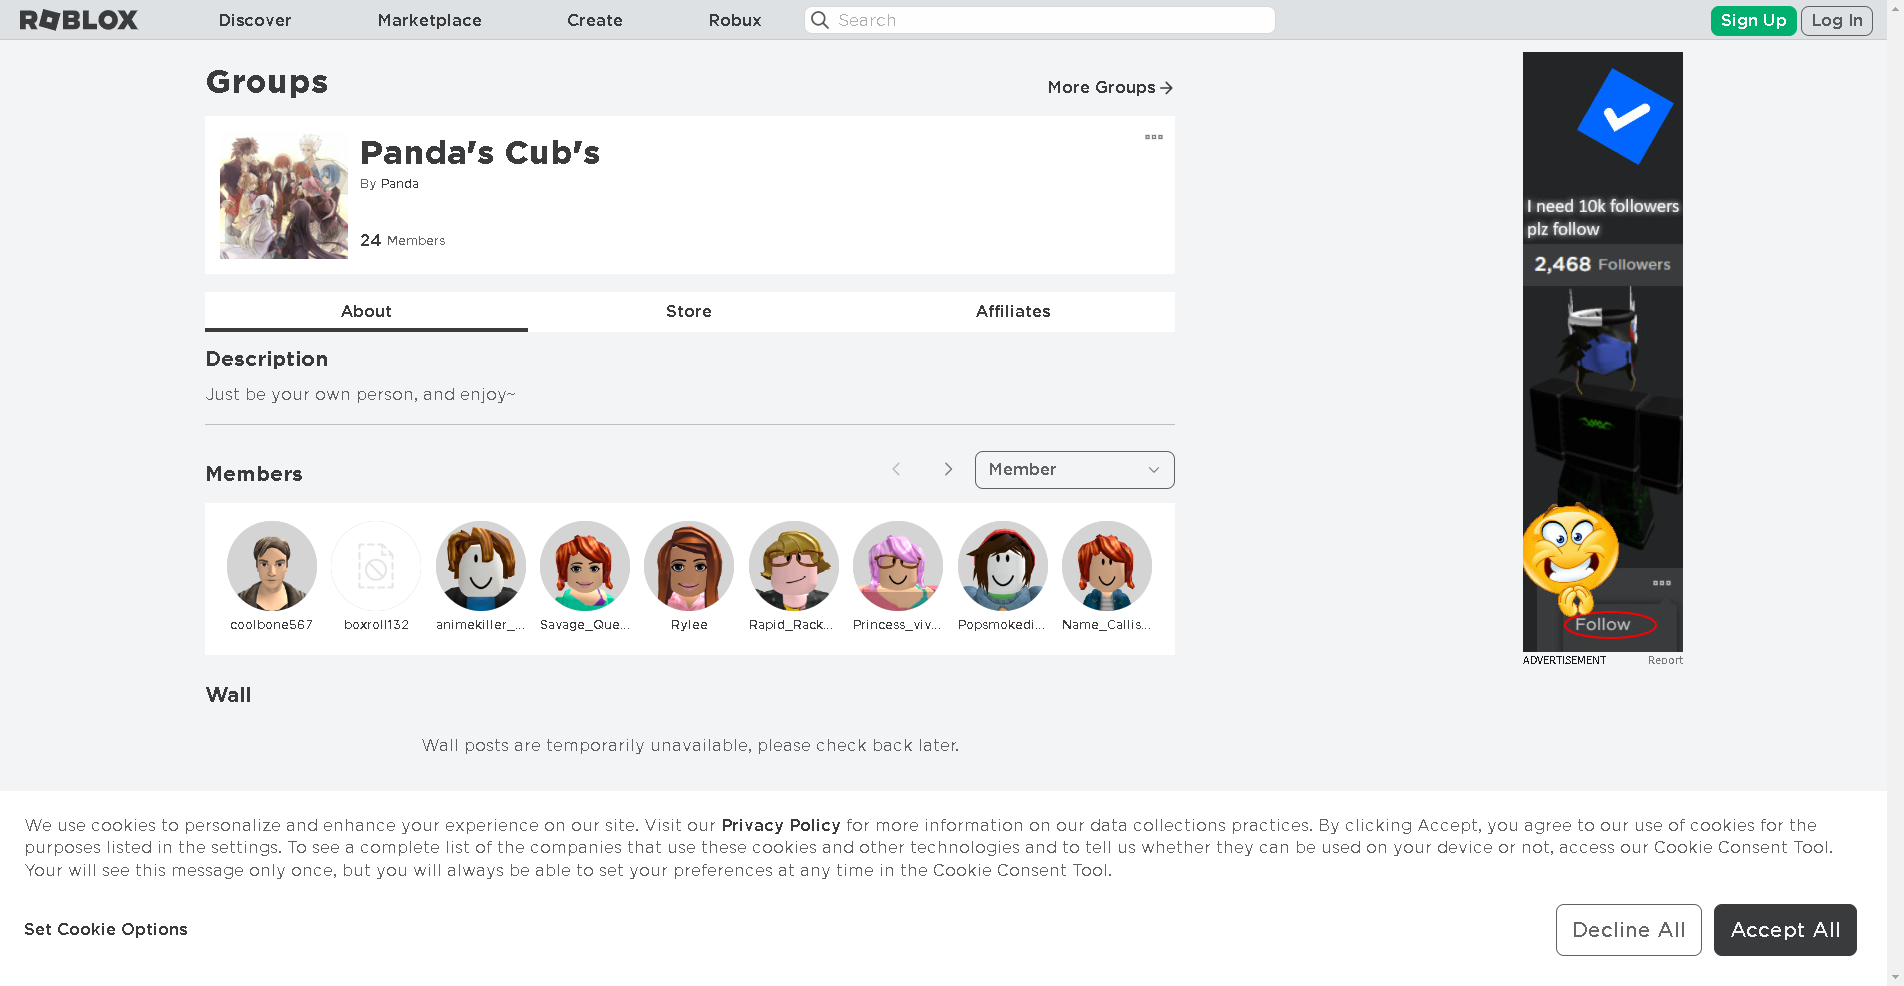 ROBLOX
Discover
Marketplace
Create
Robux
Search
Sign Up
Log In
Groups
More Groups
Panda's Cub's
By Panda
24 Members
About
Store
Affiliates
Description
Just be your own person, and enjoy~
Members
Member
coolbone567
boxroll132
animekiller_...
Savage_Que...
Rylee
Rapid_Rack...
Princess_viv...
Popsmokedi...
Name_Callis...
Wall
Wall posts are temporarily unavailable, please check back later.
I need 10k followers
plz follow
2,468 Followers
Follow
ADVERTISEMENT
Report
We use cookies to personalize and enhance your experience on our site. Visit our Privacy Policy for more information on our data collections practices. By clicking Accept, you agree to our use of cookies for the
purposes listed in the settings. To see a complete list of the companies that use these cookies and other technologies and to tell us whether they can be used on your device or not, access our Cookie Consent Tool.
Your will see this message only once, but you will always be able to set your preferences at any time in the Cookie Consent Tool.
Set Cookie Options
Decline All
Accept All